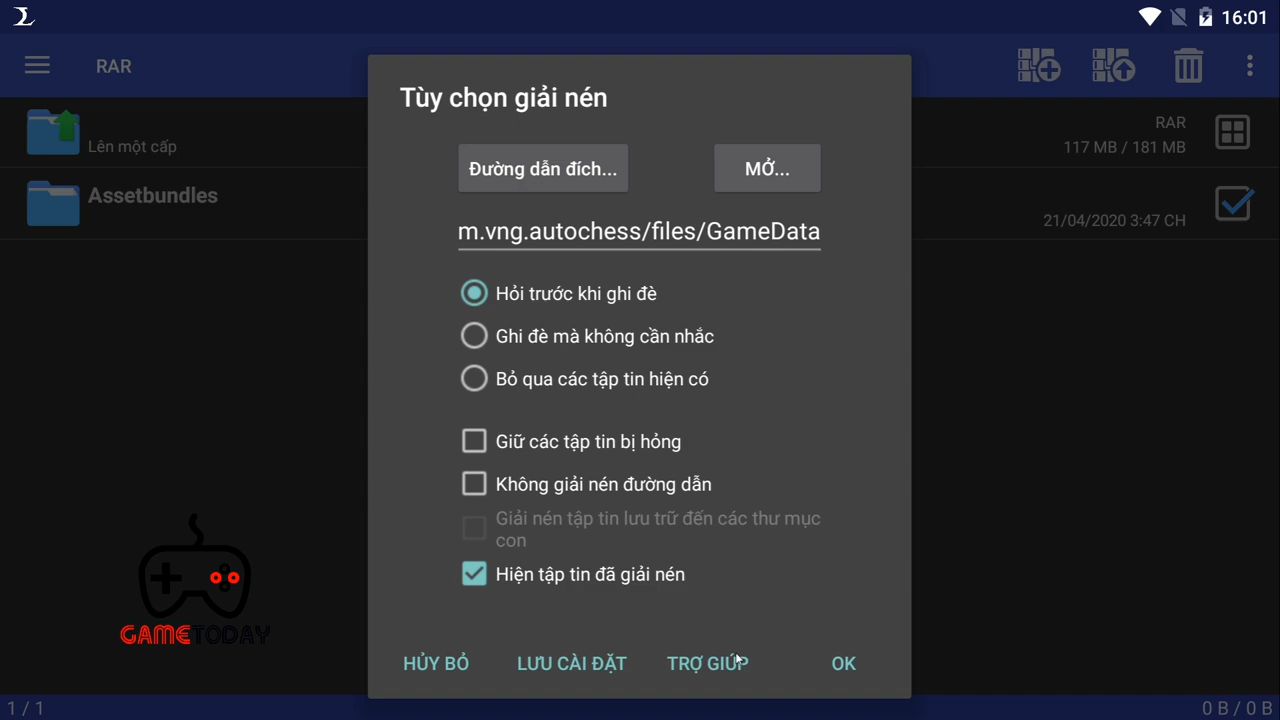 16:01
RAR
Lên một cấp
RAR
117 MB / 181 MB
Assetbundles
21/04/2020 3:47 CH
Tùy chọn giải nén
Đường dẫn đích...
MỞ...
m.vng.autochess/files/GameData
Hỏi trước khi ghi đè
Ghi đè mà không cần nhắc
Bỏ qua các tập tin hiện có
Giữ các tập tin bị hỏng
Không giải nén đường dẫn
Giải nén tập tin lưu trữ đến các thư mục
con
Hiện tập tin đã giải nén
HỦY BỎ
LƯU CÀI ĐẶT
TRỢ GIÚP
OK
GAMETODAY
1 / 1
0 B / 0 B